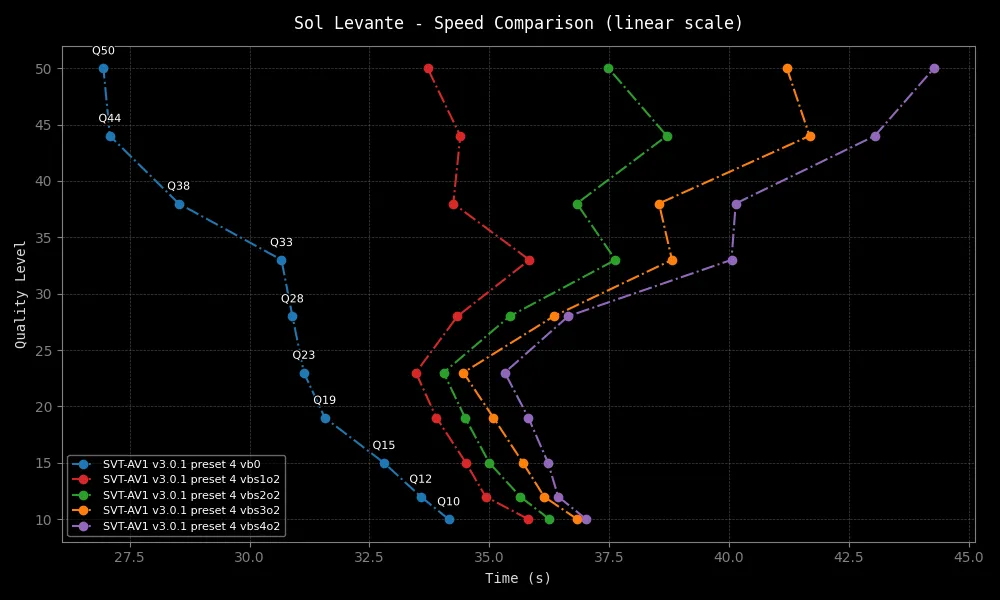 Sol Levante - Speed Comparison (linear scale)
Quality Level
50
45
40
35
30
25
20
15
10
Q50
Q44
Q38
Q33
Q28
Q23
Q19
Q15
Q12
Q10
SVT-AV1 v3.0.1 preset 4 vb0
SVT-AV1 v3.0.1 preset 4 vbs1o2
SVT-AV1 v3.0.1 preset 4 vbs2o2
SVT-AV1 v3.0.1 preset 4 vbs3o2
SVT-AV1 v3.0.1 preset 4 vbs4o2
27.5 30.0 32.5 35.0 37.5 40.0 42.5 45.0
Time (s)